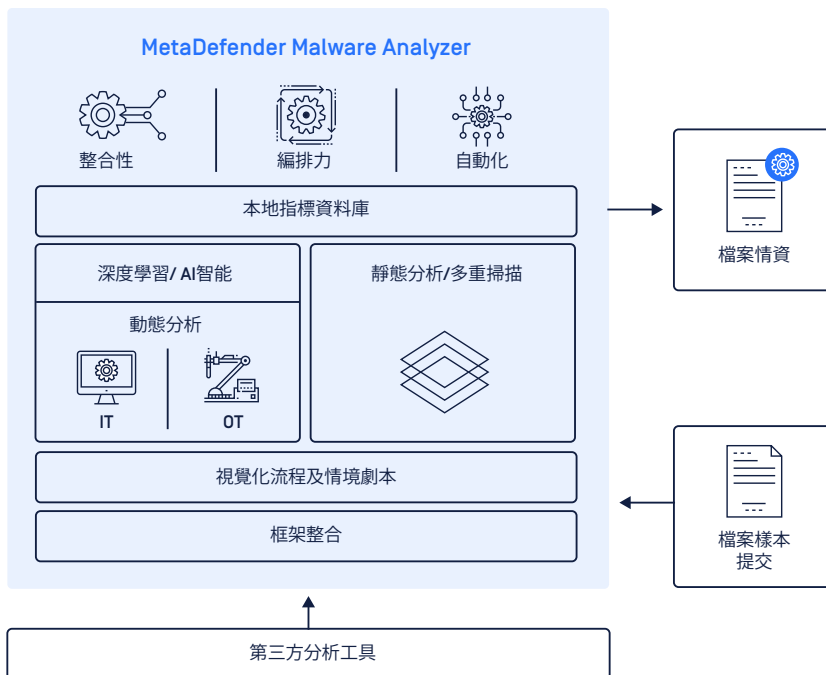 MetaDefender Malware Analyzer
整合性
編排力
自動化
本地指標資料庫
深度學習/ AI智能
動態分析
IT
OT
靜態分析/多重掃描
視覺化流程及情境劇本
框架整合
檔案情資
檔案樣本
提交
第三方分析工具